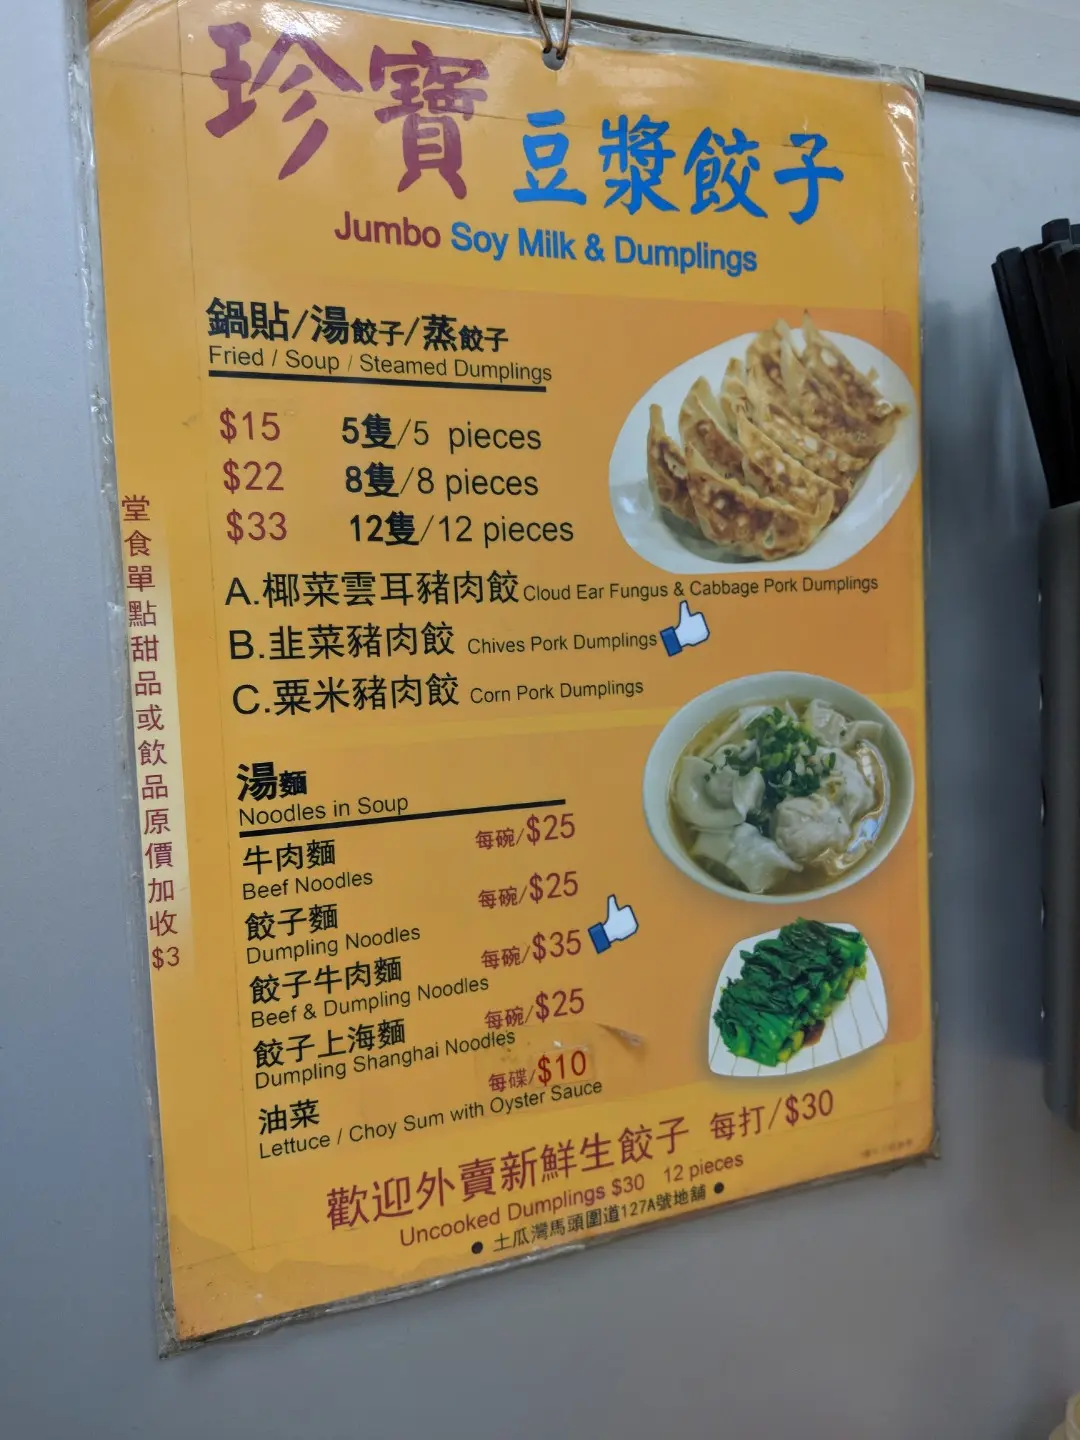 珍寶 豆漿餃子
Jumbo Soy Milk & Dumplings
鍋貼/湯餃子/蒸餃子
Fried / Soup / Steamed Dumplings
$15 5隻/5 pieces
$22 8隻/8 pieces
$33 12隻/12 pieces
A.椰菜雲耳豬肉餃 Cloud Ear Fungus & Cabbage Pork Dumplings
B.韭菜豬肉餃 Chives Pork Dumplings
C.粟米豬肉餃 Corn Pork Dumplings
堂食單點甜品或飲品原價加收$3
湯麵
Noodles in Soup
牛肉麵 每碗/$25
Beef Noodles
餃子麵 每碗/$25
Dumpling Noodles
餃子牛肉麵 每碗/$35
Beef & Dumpling Noodles
餃子上海麵 每碗/$25
Dumpling Shanghai Noodles
油菜 每碟/$10
Lettuce / Choy Sum with Oyster Sauce
歡迎外賣新鮮生餃子 每打/$30
Uncooked Dumplings $30 12 pieces
● 土瓜灣馬頭圍道127A號地舖 ●